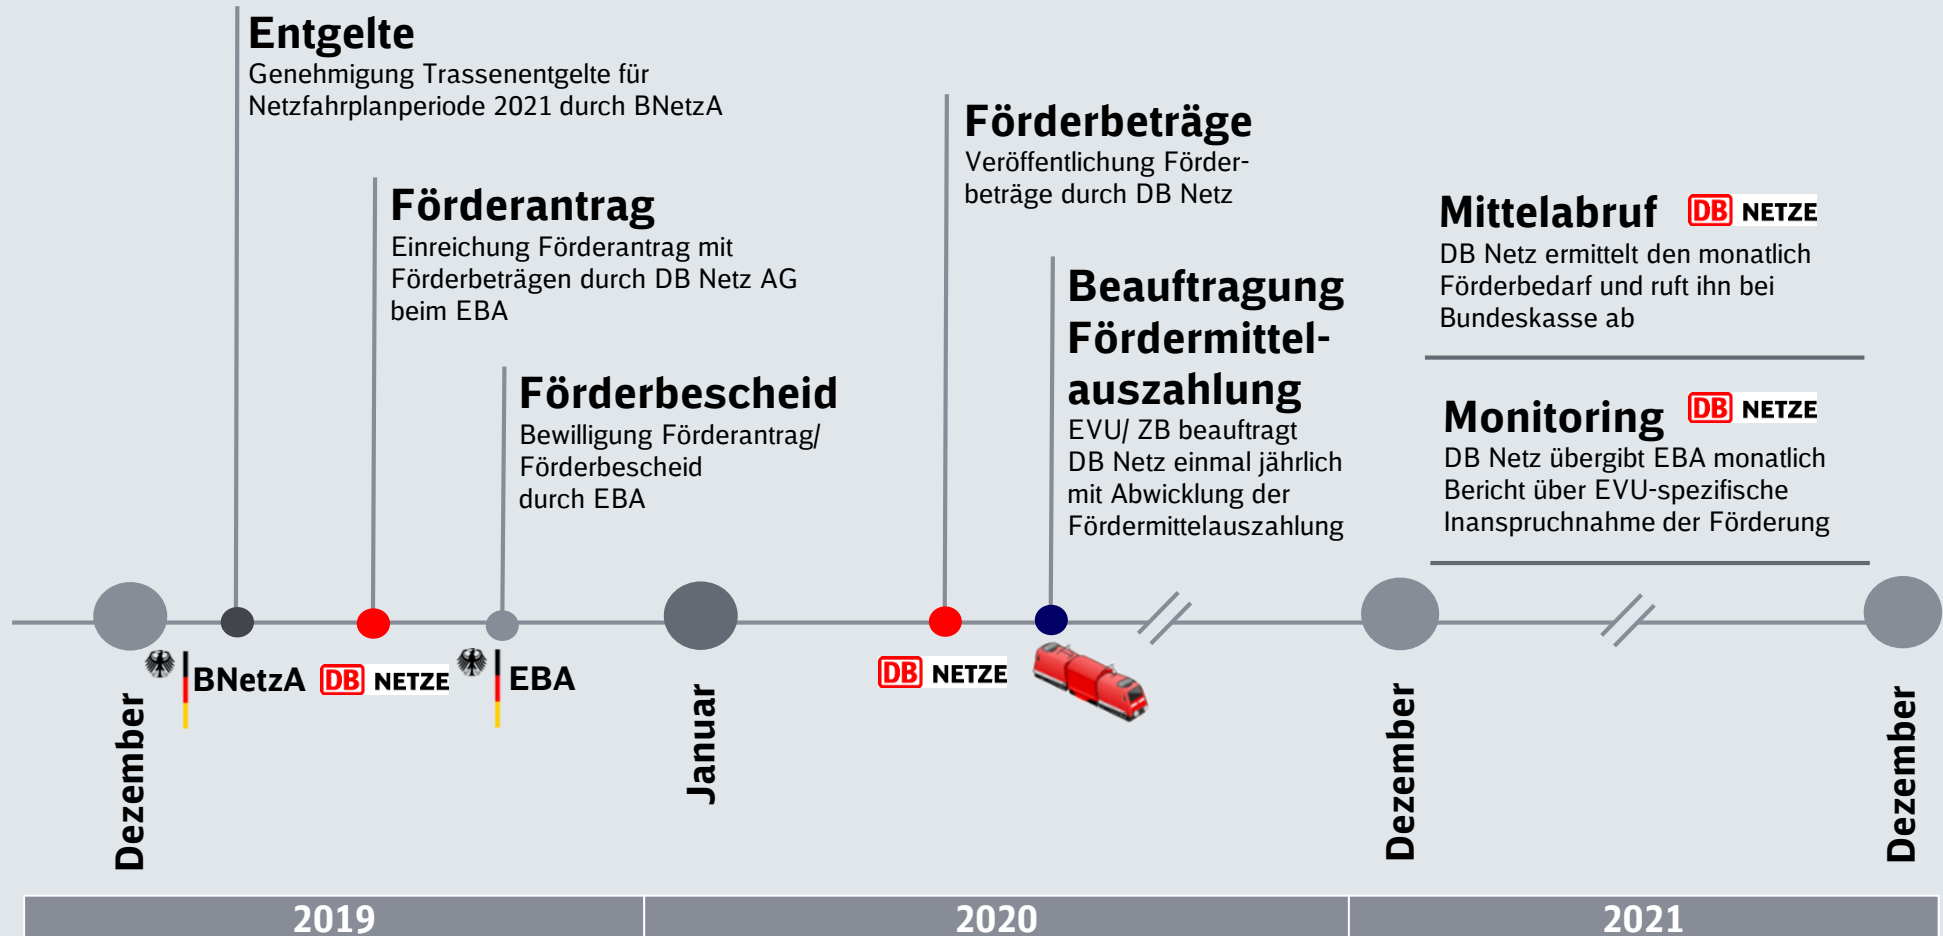 Entgelte
Genehmigung Trassenentgelte für
Netzfahrplanperiode 2021 durch BNetzA
Förderantrag
Einreichung Förderantrag mit
Förderbeträgen durch DB Netz AG
beim EBA
Förderbescheid
Bewilligung Förderantrag/
Förderbescheid
durch EBA
Förderbeträge
Veröffentlichung Förder-
beträge durch DB Netz
Beauftragung
Fördermittel-
auszahlung
EVU/ ZB beauftragt
DB Netz einmal jährlich
mit Abwicklung der
Fördermittelauszahlung
Mittelabruf DB NETZE
DB Netz ermittelt den monatlich
Förderbedarf und ruft ihn bei
Bundeskasse ab
Monitoring DB NETZE
DB Netz übergibt EBA monatlich
Bericht über EVU-spezifische
Inanspruchnahme der Förderung
BNetzA
DB NETZE
EBA
DB NETZE
Dezember
Januar
Dezember
Dezember
2019
2020
2021